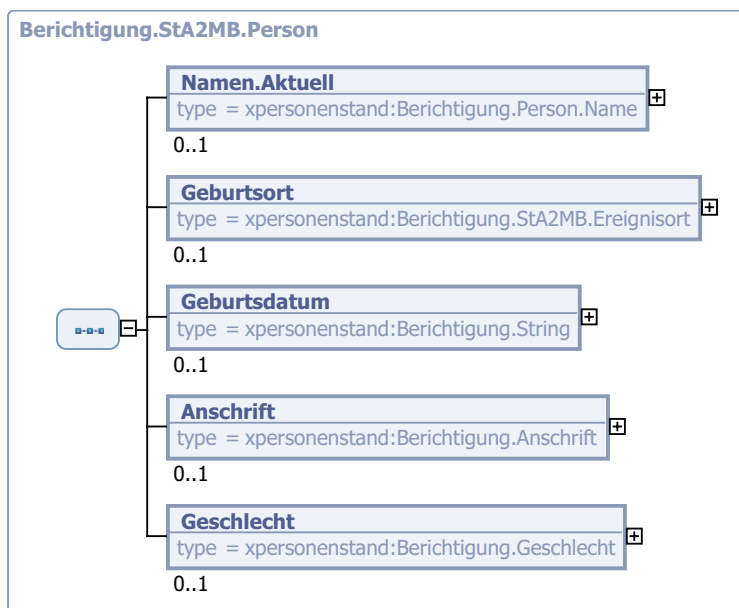 Berichtigung.StA2MB.Person
Namen.Aktuell
type = xpersonenstand:Berichtigung.Person.Name
0..1
Geburtsort
type = xpersonenstand:Berichtigung.StA2MB.Ereignisort
0..1
Geburtsdatum
type = xpersonenstand:Berichtigung.String
0..1
Anschrift
type = xpersonenstand:Berichtigung.Anschrift
0..1
Geschlecht
type = xpersonenstand:Berichtigung.Geschlecht
0..1